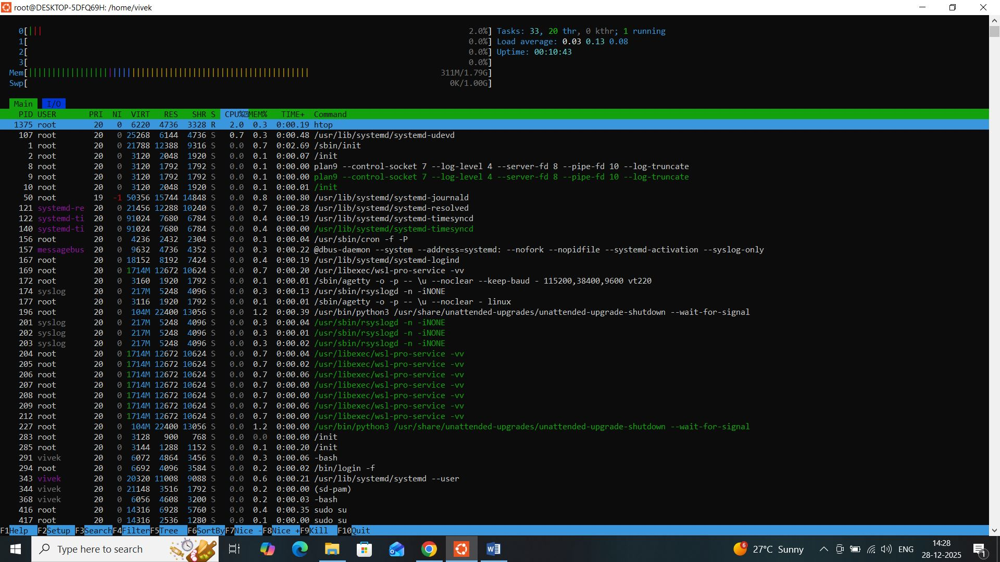 root@DESKTOP-5DFQ69H: /home/vivek
0[||| 2.0%] Tasks: 33, 20 thr, 0 kthr; 1 running
1[ 0.0%] Load average: 0.03 0.13 0.08
2[ 0.0%] Uptime: 00:10:43
3[ 0.0%]
Mem[||||||||||||||||||||||||||||||||||||||||||||||||||||||||||||  311M/1.79G]
Swp[ 0K/1.00G]
Main I/O
PID USER PRI NI VIRT RES SHR S CPU% MEM% TIME+ Command
1375 root 20 0 6220 4736 3328 R 2.0 0.3 0:00.19 htop
107 root 20 0 25268 6144 4736 S 0.7 0.3 0:00.48 /usr/lib/systemd/systemd-udevd
1 root 20 0 21788 12388 9316 S 0.0 0.7 0:02.69 /sbin/init
2 root 20 0 3120 2048 1920 S 0.0 0.1 0:00.07 /init
8 root 20 0 3120 1792 1792 S 0.0 0.1 0:00.00 plan9 --control-socket 7 --log-level 4 --server-fd 8 --pipe-fd 10 --log-truncate
9 root 20 0 3120 1792 1792 S 0.0 0.1 0:00.00 plan9 --control-socket 7 --log-level 4 --server-fd 8 --pipe-fd 10 --log-truncate
10 root 20 0 3120 2048 1920 S 0.0 0.1 0:00.01 /init
50 root 19 -1 50356 15744 14848 S 0.0 0.8 0:00.80 /usr/lib/systemd/systemd-journald
121 systemd-re 20 0 21456 12288 10240 S 0.0 0.7 0:00.28 /usr/lib/systemd/systemd-resolved
122 systemd-ti 20 0 91024 7680 6784 S 0.0 0.4 0:00.19 /usr/lib/systemd/systemd-timesyncd
140 systemd-ti 20 0 91024 7680 6784 S 0.0 0.4 0:00.00 /usr/lib/systemd/systemd-timesyncd
156 root 20 0 4236 2432 2304 S 0.0 0.1 0:00.04 /usr/sbin/cron -f -P
157 messagebus 20 0 9632 4736 4352 S 0.0 0.3 0:00.22 @dbus-daemon --system --address=systemd: --nofork --nopidfile --systemd-activation --syslog-only
167 root 20 0 18152 8192 7424 S 0.0 0.4 0:00.19 /usr/lib/systemd/systemd-logind
169 root 20 0 1714M 12672 10624 S 0.0 0.7 0:00.20 /usr/libexec/wsl-pro-service -vv
172 root 20 0 3160 1920 1792 S 0.0 0.1 0:00.01 /sbin/agetty -o -p -- \u --noclear --keep-baud - 115200,38400,9600 vt220
174 syslog 20 0 217M 5248 4096 S 0.0 0.3 0:00.13 /usr/sbin/rsyslogd -n -iNONE
177 root 20 0 3116 1920 1792 S 0.0 0.1 0:00.01 /sbin/agetty -o -p -- \u --noclear - linux
196 root 20 0 104M 22400 13056 S 0.0 1.2 0:00.39 /usr/bin/python3 /usr/share/unattended-upgrades/unattended-upgrade-shutdown --wait-for-signal
201 syslog 20 0 217M 5248 4096 S 0.0 0.3 0:00.04 /usr/sbin/rsyslogd -n -iNONE
202 syslog 20 0 217M 5248 4096 S 0.0 0.3 0:00.01 /usr/sbin/rsyslogd -n -iNONE
203 syslog 20 0 217M 5248 4096 S 0.0 0.3 0:00.02 /usr/sbin/rsyslogd -n -iNONE
204 root 20 0 1714M 12672 10624 S 0.0 0.7 0:00.04 /usr/libexec/wsl-pro-service -vv
205 root 20 0 1714M 12672 10624 S 0.0 0.7 0:00.02 /usr/libexec/wsl-pro-service -vv
206 root 20 0 1714M 12672 10624 S 0.0 0.7 0:00.06 /usr/libexec/wsl-pro-service -vv
207 root 20 0 1714M 12672 10624 S 0.0 0.7 0:00.00 /usr/libexec/wsl-pro-service -vv
208 root 20 0 1714M 12672 10624 S 0.0 0.7 0:00.00 /usr/libexec/wsl-pro-service -vv
209 root 20 0 1714M 12672 10624 S 0.0 0.7 0:00.06 /usr/libexec/wsl-pro-service -vv
212 root 20 0 1714M 12672 10624 S 0.0 0.7 0:00.00 /usr/libexec/wsl-pro-service -vv
227 root 20 0 104M 22400 13056 S 0.0 1.2 0:00.00 /usr/bin/python3 /usr/share/unattended-upgrades/unattended-upgrade-shutdown --wait-for-signal
283 root 20 0 3128 900 768 S 0.0 0.0 0:00.00 /init
285 root 20 0 3144 1288 1152 S 0.0 0.1 0:00.20 /init
291 vivek 20 0 6072 4864 3456 S 0.0 0.3 0:00.06 -bash
294 root 20 0 6692 4096 3584 S 0.0 0.2 0:00.02 /bin/login -f
343 vivek 20 0 20320 11008 9088 S 0.0 0.6 0:00.21 /usr/lib/systemd/systemd --user
344 vivek 20 0 21148 3516 1792 S 0.0 0.2 0:00.00 (sd-pam)
368 vivek 20 0 6056 4608 3200 S 0.0 0.2 0:00.03 -bash
416 root 20 0 14316 6928 5760 S 0.0 0.4 0:00.35 sudo su
417 root 20 0 14316 2536 1280 S 0.0 0.1 0:00.00 sudo su
F1Help F2Setup F3SearchF4FilterF5Tree F6SortByF7Nice -F8Nice +F9Kill F10Quit
Type here to search
6 27°C Sunny ENG 14:28
28-12-2025
1